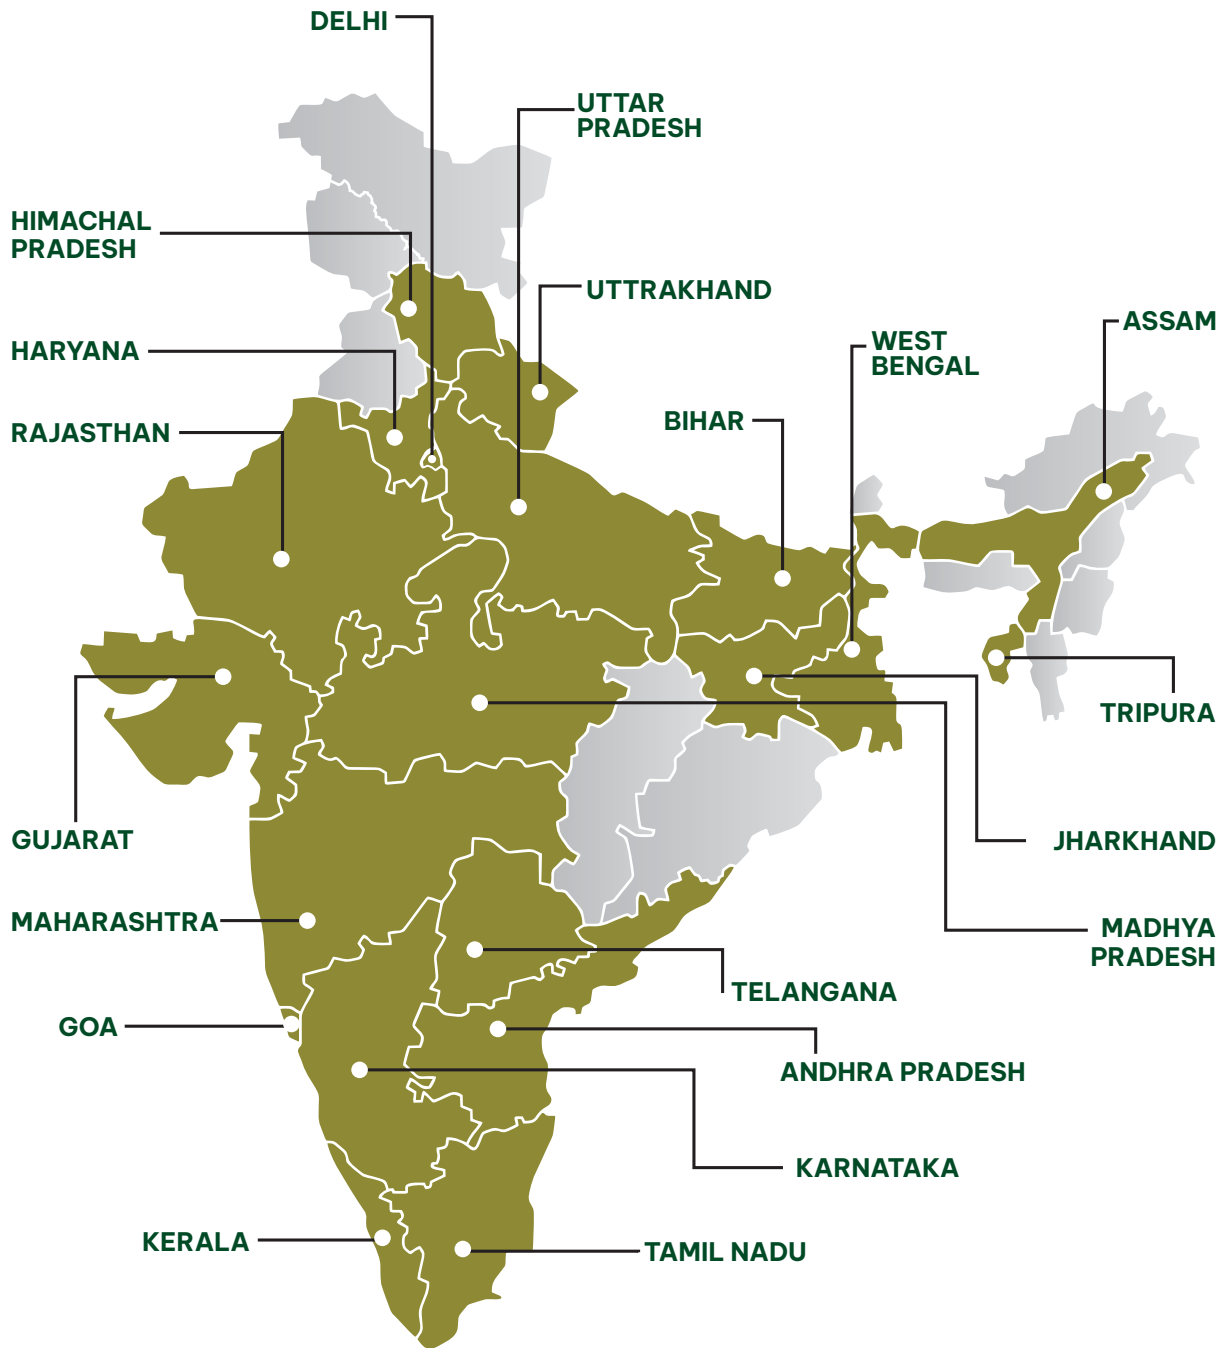 DELHI
UTTAR
PRADESH
HIMACHAL
PRADESH
UTTRAKHAND
ASSAM
WEST
BENGAL
HARYANA
BIHAR
RAJASTHAN
TRIPURA
GUJARAT
JHARKHAND
MAHARASHTRA
MADHYA
PRADESH
TELANGANA
GOA
ANDHRA PRADESH
KARNATAKA
KERALA
TAMIL NADU